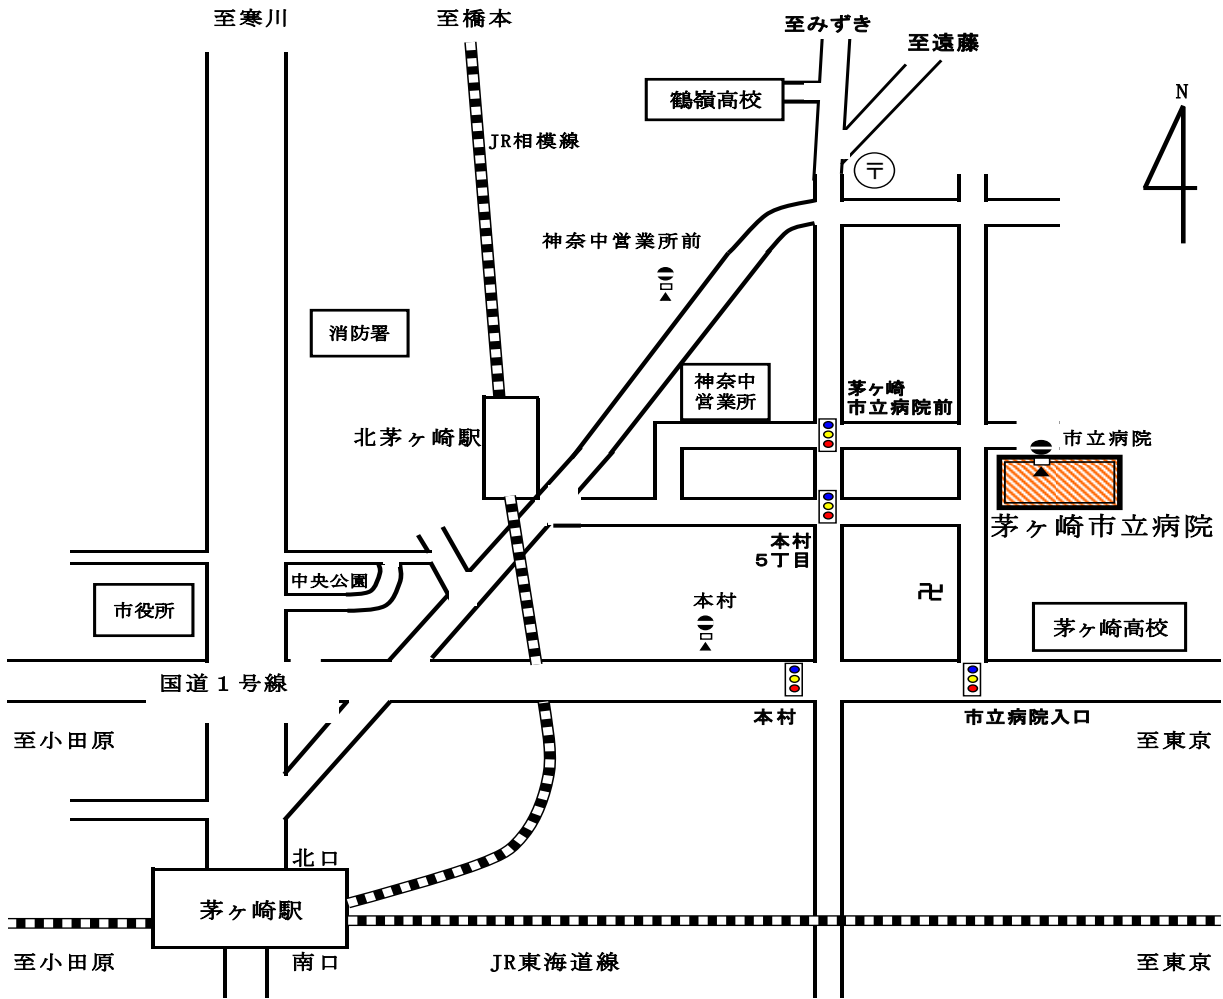 至寒川
至橋本
至みずき
至遠藤
鶴嶺高校
N
JR相模線
〒
神奈中営業所前
消防署
神奈中
営業所
茅ヶ崎
市立病院前
北茅ヶ崎駅
市立病院
茅ヶ崎市立病院
本村
5丁目
中央公園
市役所
卍
本村
茅ヶ崎高校
国道1号線
本村
市立病院入口
至小田原
至東京
北口
茅ヶ崎駅
至小田原
南口
JR東海道線
至東京